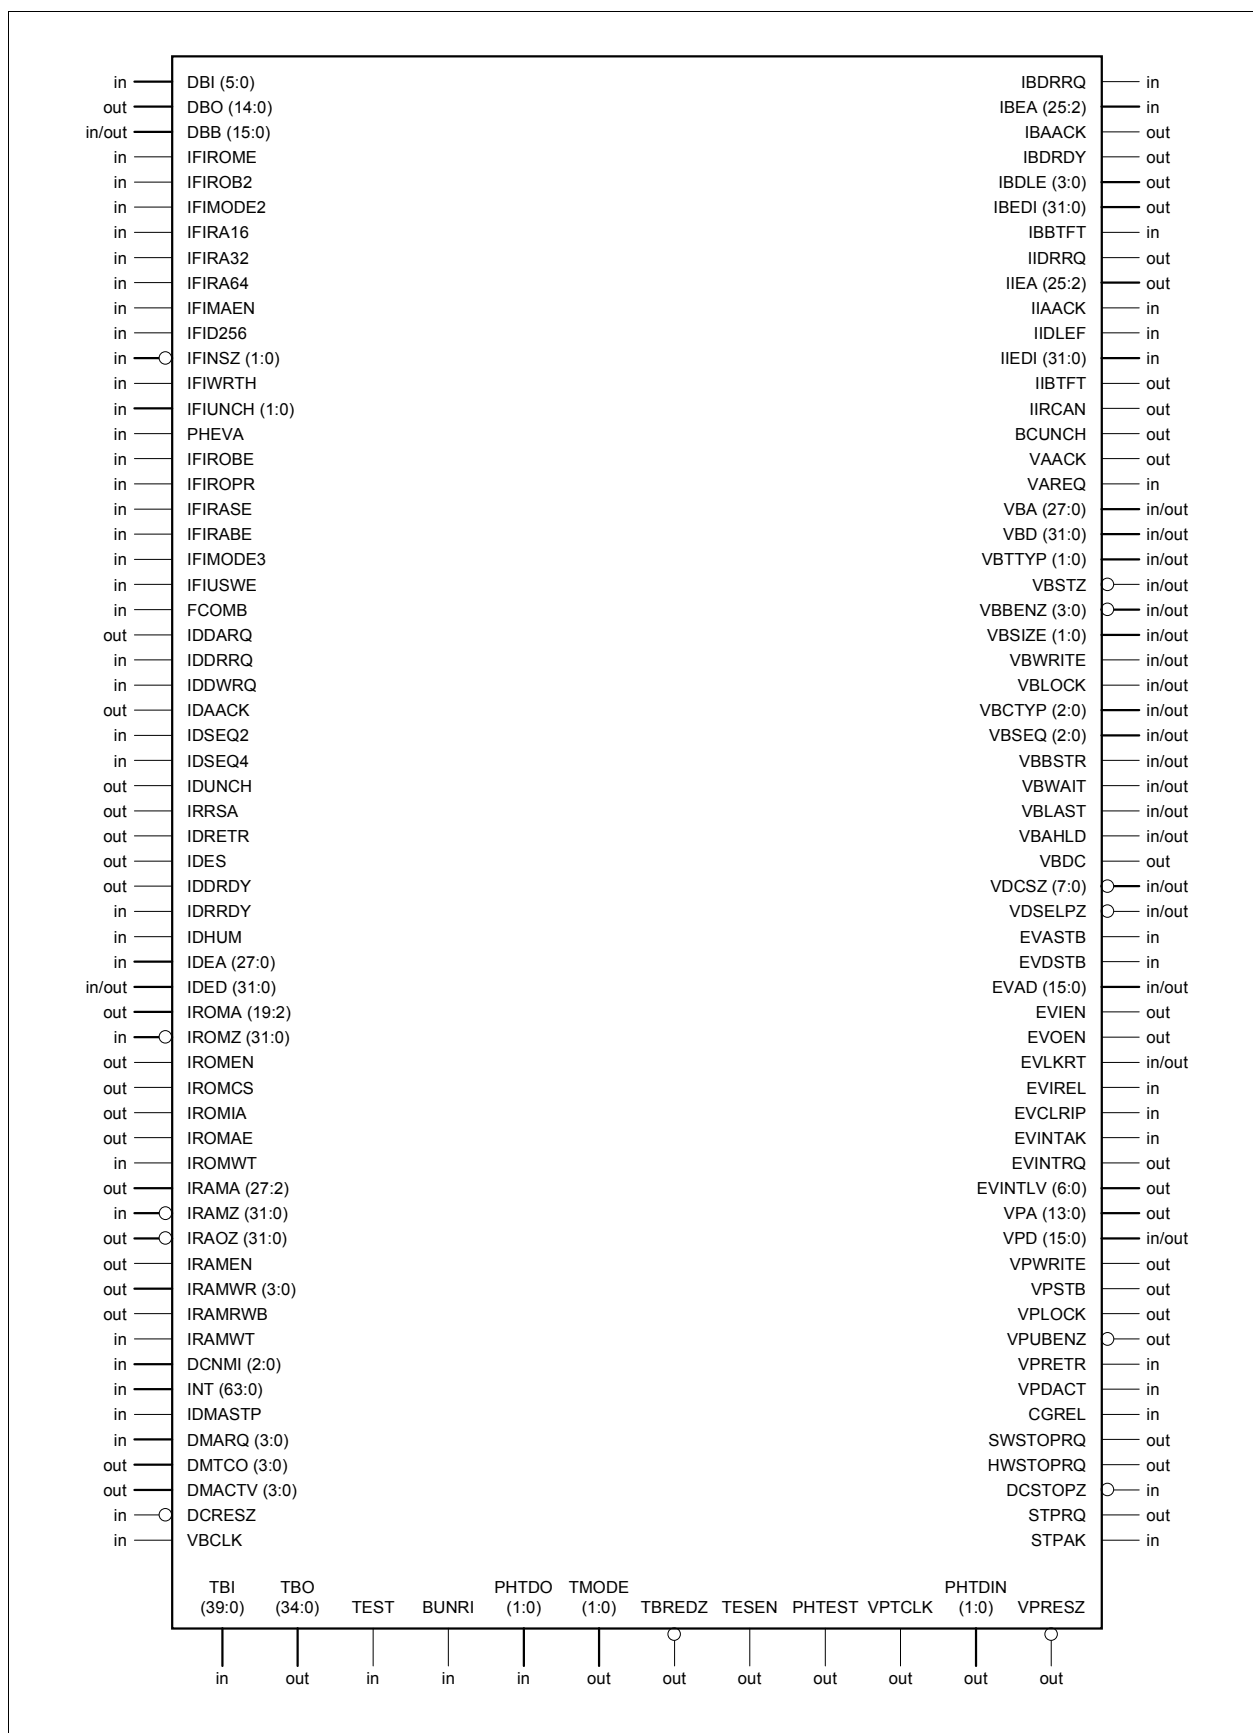 in DBI (5:0) IBDRRQ in
out DBO (14:0) IBEA (25:2) in
in/out DBB (15:0) IBAACK out
in IFIROME IBDRDY out
in IFIROB2 IBDLE (3:0) out
in IFIMODE2 IBEDI (31:0) out
in IFIRA16 IBBTFT in
in IFIRA32 IIDRRQ out
in IFIRA64 IIEA (25:2) out
in IFIMAEN IIAACK in
in IFID256 IIDLEF in
in IFINSZ (1:0) IIEDI (31:0) in
in IFIWRTH IIBTFT out
in IFIUNCH (1:0) IIRCAN out
in PHEVA BCUNCH out
in IFIROBE VAACK out
in IFIROPR VAREQ in
in IFIRASE VBA (27:0) in/out
in IFIRABE VBD (31:0) in/out
in IFIMODE3 VBTTYP (1:0) in/out
in IFIUSWE VBSTZ in/out
in FCOMB VBBENZ (3:0) in/out
out IDDARQ VBSIZE (1:0) in/out
in IDDRRQ VBWRITE in/out
in IDDWRQ VBLOCK in/out
out IDAACK VBCTYP (2:0) in/out
in IDSEQ2 VBSEQ (2:0) in/out
in IDSEQ4 VBBSTR in/out
out IDUNCH VBWAIT in/out
out IRRSA VBLAST in/out
out IDRETR VBAHLD in/out
out IDES VBDC out
out IDDRDY VDCSZ (7:0) in/out
in IDRRDY VDSELPZ in/out
in IDHUM EVASTB in
in IDEA (27:0) EVDSTB in
in/out IDED (31:0) EVAD (15:0) in/out
out IROMA (19:2) EVIEN out
in IROMZ (31:0) EVOEN out
out IROMEN EVLKRT in/out
out IROMCS EVIREL in
out IROMIA EVCLRIP in
out IROMAE EVINTAK in
in IROMWT EVINTRQ out
out IRAMA (27:2) EVINTLV (6:0) out
in IRAMZ (31:0) VPA (13:0) out
out IRAOZ (31:0) VPD (15:0) in/out
out IRAMEN VPWRITE out
out IRAMWR (3:0) VPSTB out
out IRAMRWB VPLOCK out
in IRAMWT VPUBENZ out
in DCNMI (2:0) VPRETR in
in INT (63:0) VPDACT in
in IDMASTP CGREL in
in DMARQ (3:0) SWSTOPRQ out
out DMTCO (3:0) HWSTOPRQ out
out DMACTV (3:0) DCSTOPZ in
in DCRESZ STPRQ out
in VBCLK STPAK in
TBI TBO PHTDO TMODE PHTDIN
(39:0) (34:0) TEST BUNRI (1:0) (1:0) TBREDZ TESEN PHTEST VPTCLK (1:0) VPRESZ
in out in in in out out out out out out out